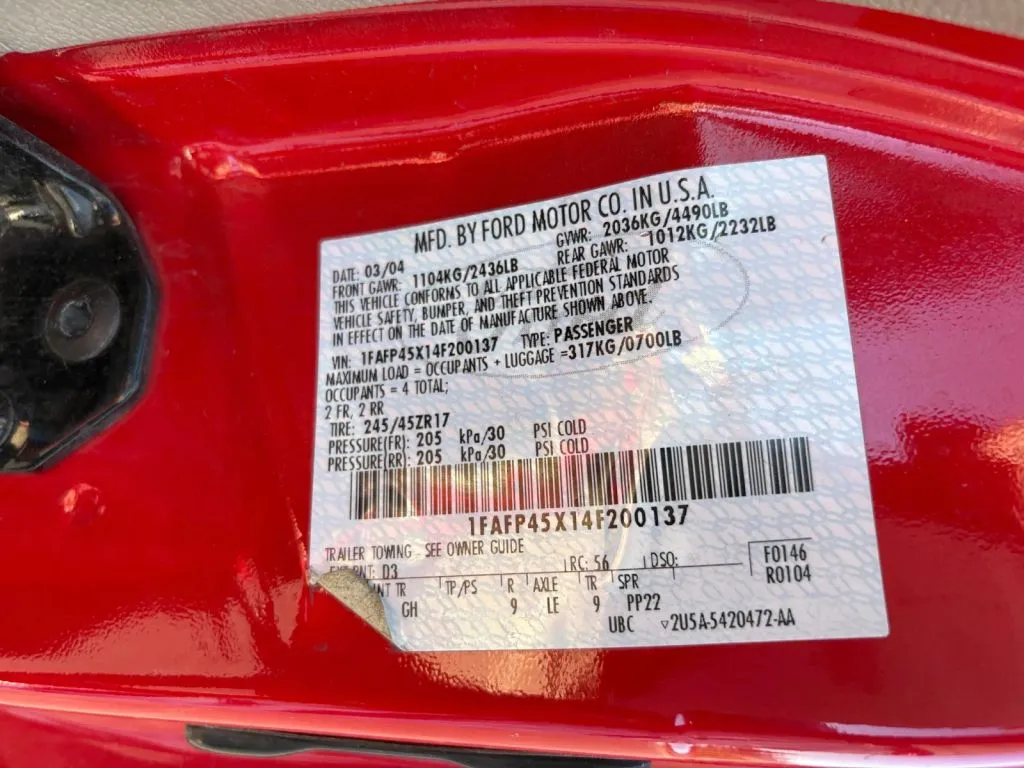 MFD. BY FORD MOTOR CO. IN U.S.A.
DATE: 03/04 GVWR: 2036KG/4490LB
FRONT GAWR: 1104KG/2436LB REAR GAWR: 1012KG/2232LB
THIS VEHICLE CONFORMS TO ALL APPLICABLE FEDERAL MOTOR
VEHICLE SAFETY, BUMPER, AND THEFT PREVENTION STANDARDS
IN EFFECT ON THE DATE OF MANUFACTURE SHOWN ABOVE.
VIN: 1FAFP45X14F200137 TYPE: PASSENGER
MAXIMUM LOAD = OCCUPANTS + LUGGAGE =317KG/0700LB
OCCUPANTS = 4 TOTAL;
2 FR, 2 RR
TIRE: 245/45ZR17
PRESSURE(FR): 205 kPa/30 PSI COLD
PRESSURE(RR): 205 kPa/30 PSI COLD
1FAFP45X14F200137
TRAILER TOWING - SEE OWNER GUIDE
EXT PNT: D3 RC: 56 DSO: F0146
INT TR TP/PS R AXLE TR SPR R0104
GH 9 LE 9 PP22
UBC ▽2U5A-5420472-AA